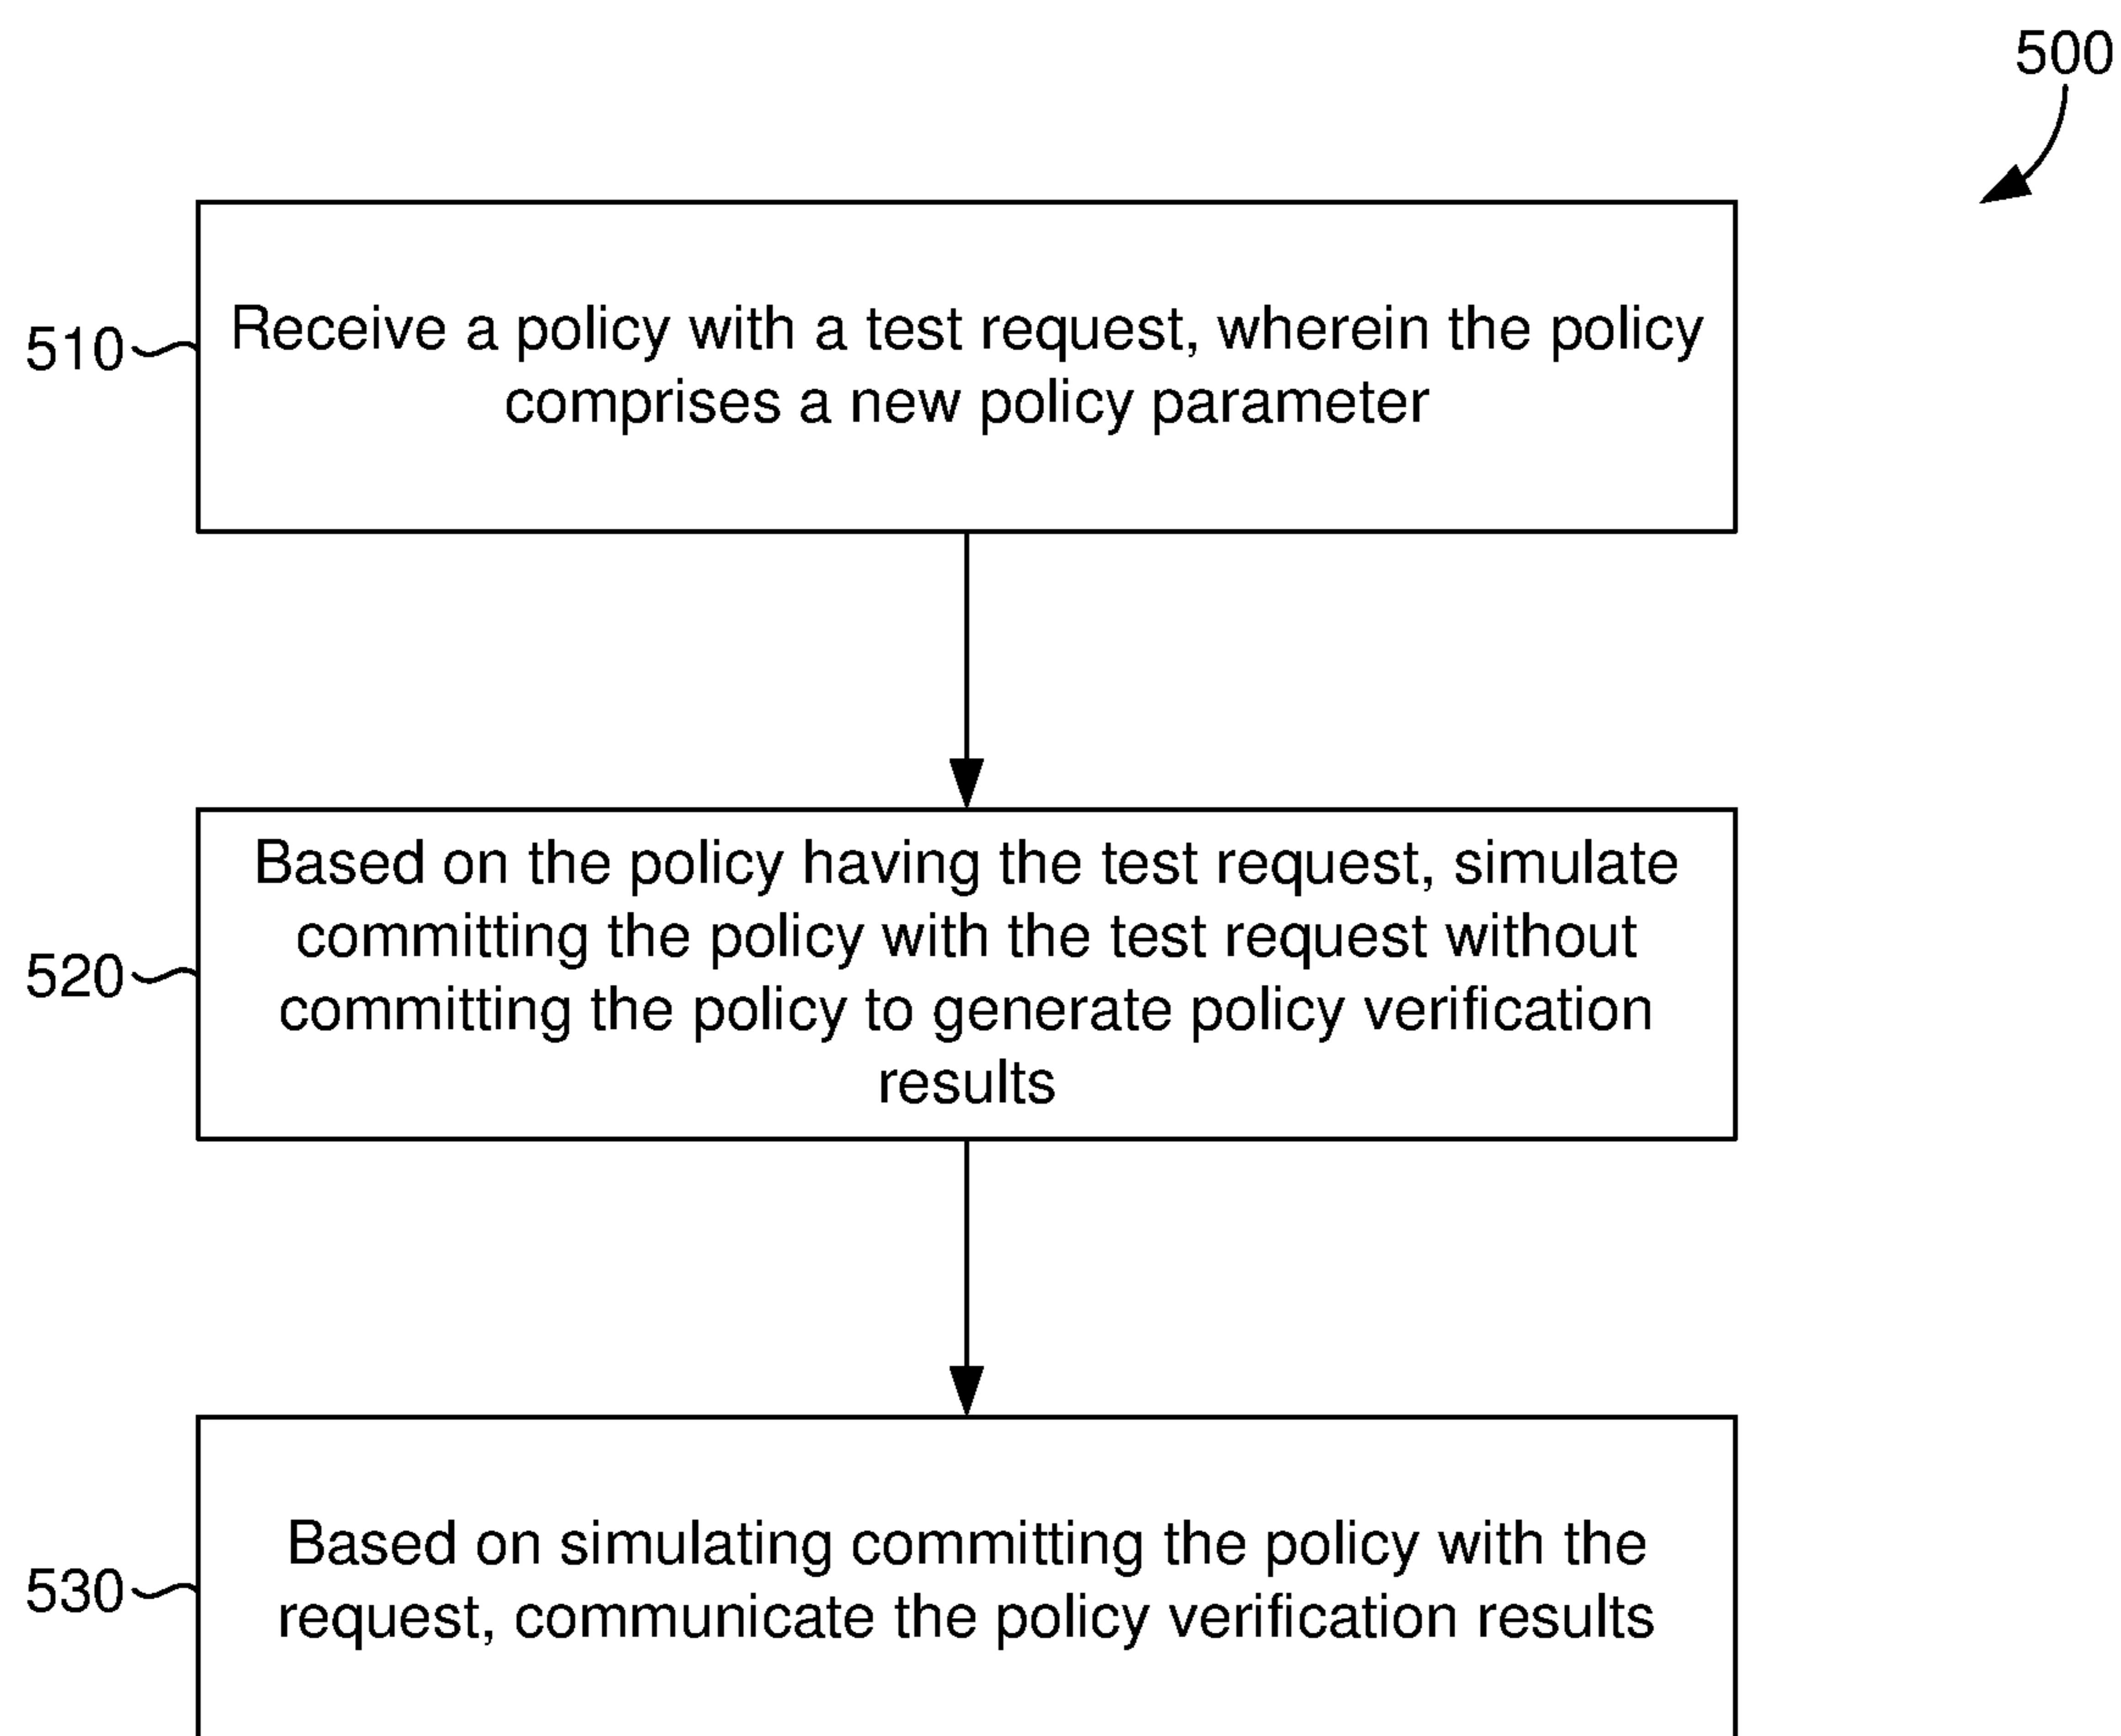 500
510
Receive a policy with a test request, wherein the policy
comprises a new policy parameter
520
Based on the policy having the test request, simulate
committing the policy with the test request without
committing the policy to generate policy verification
results
530
Based on simulating committing the policy with the
request, communicate the policy verification results